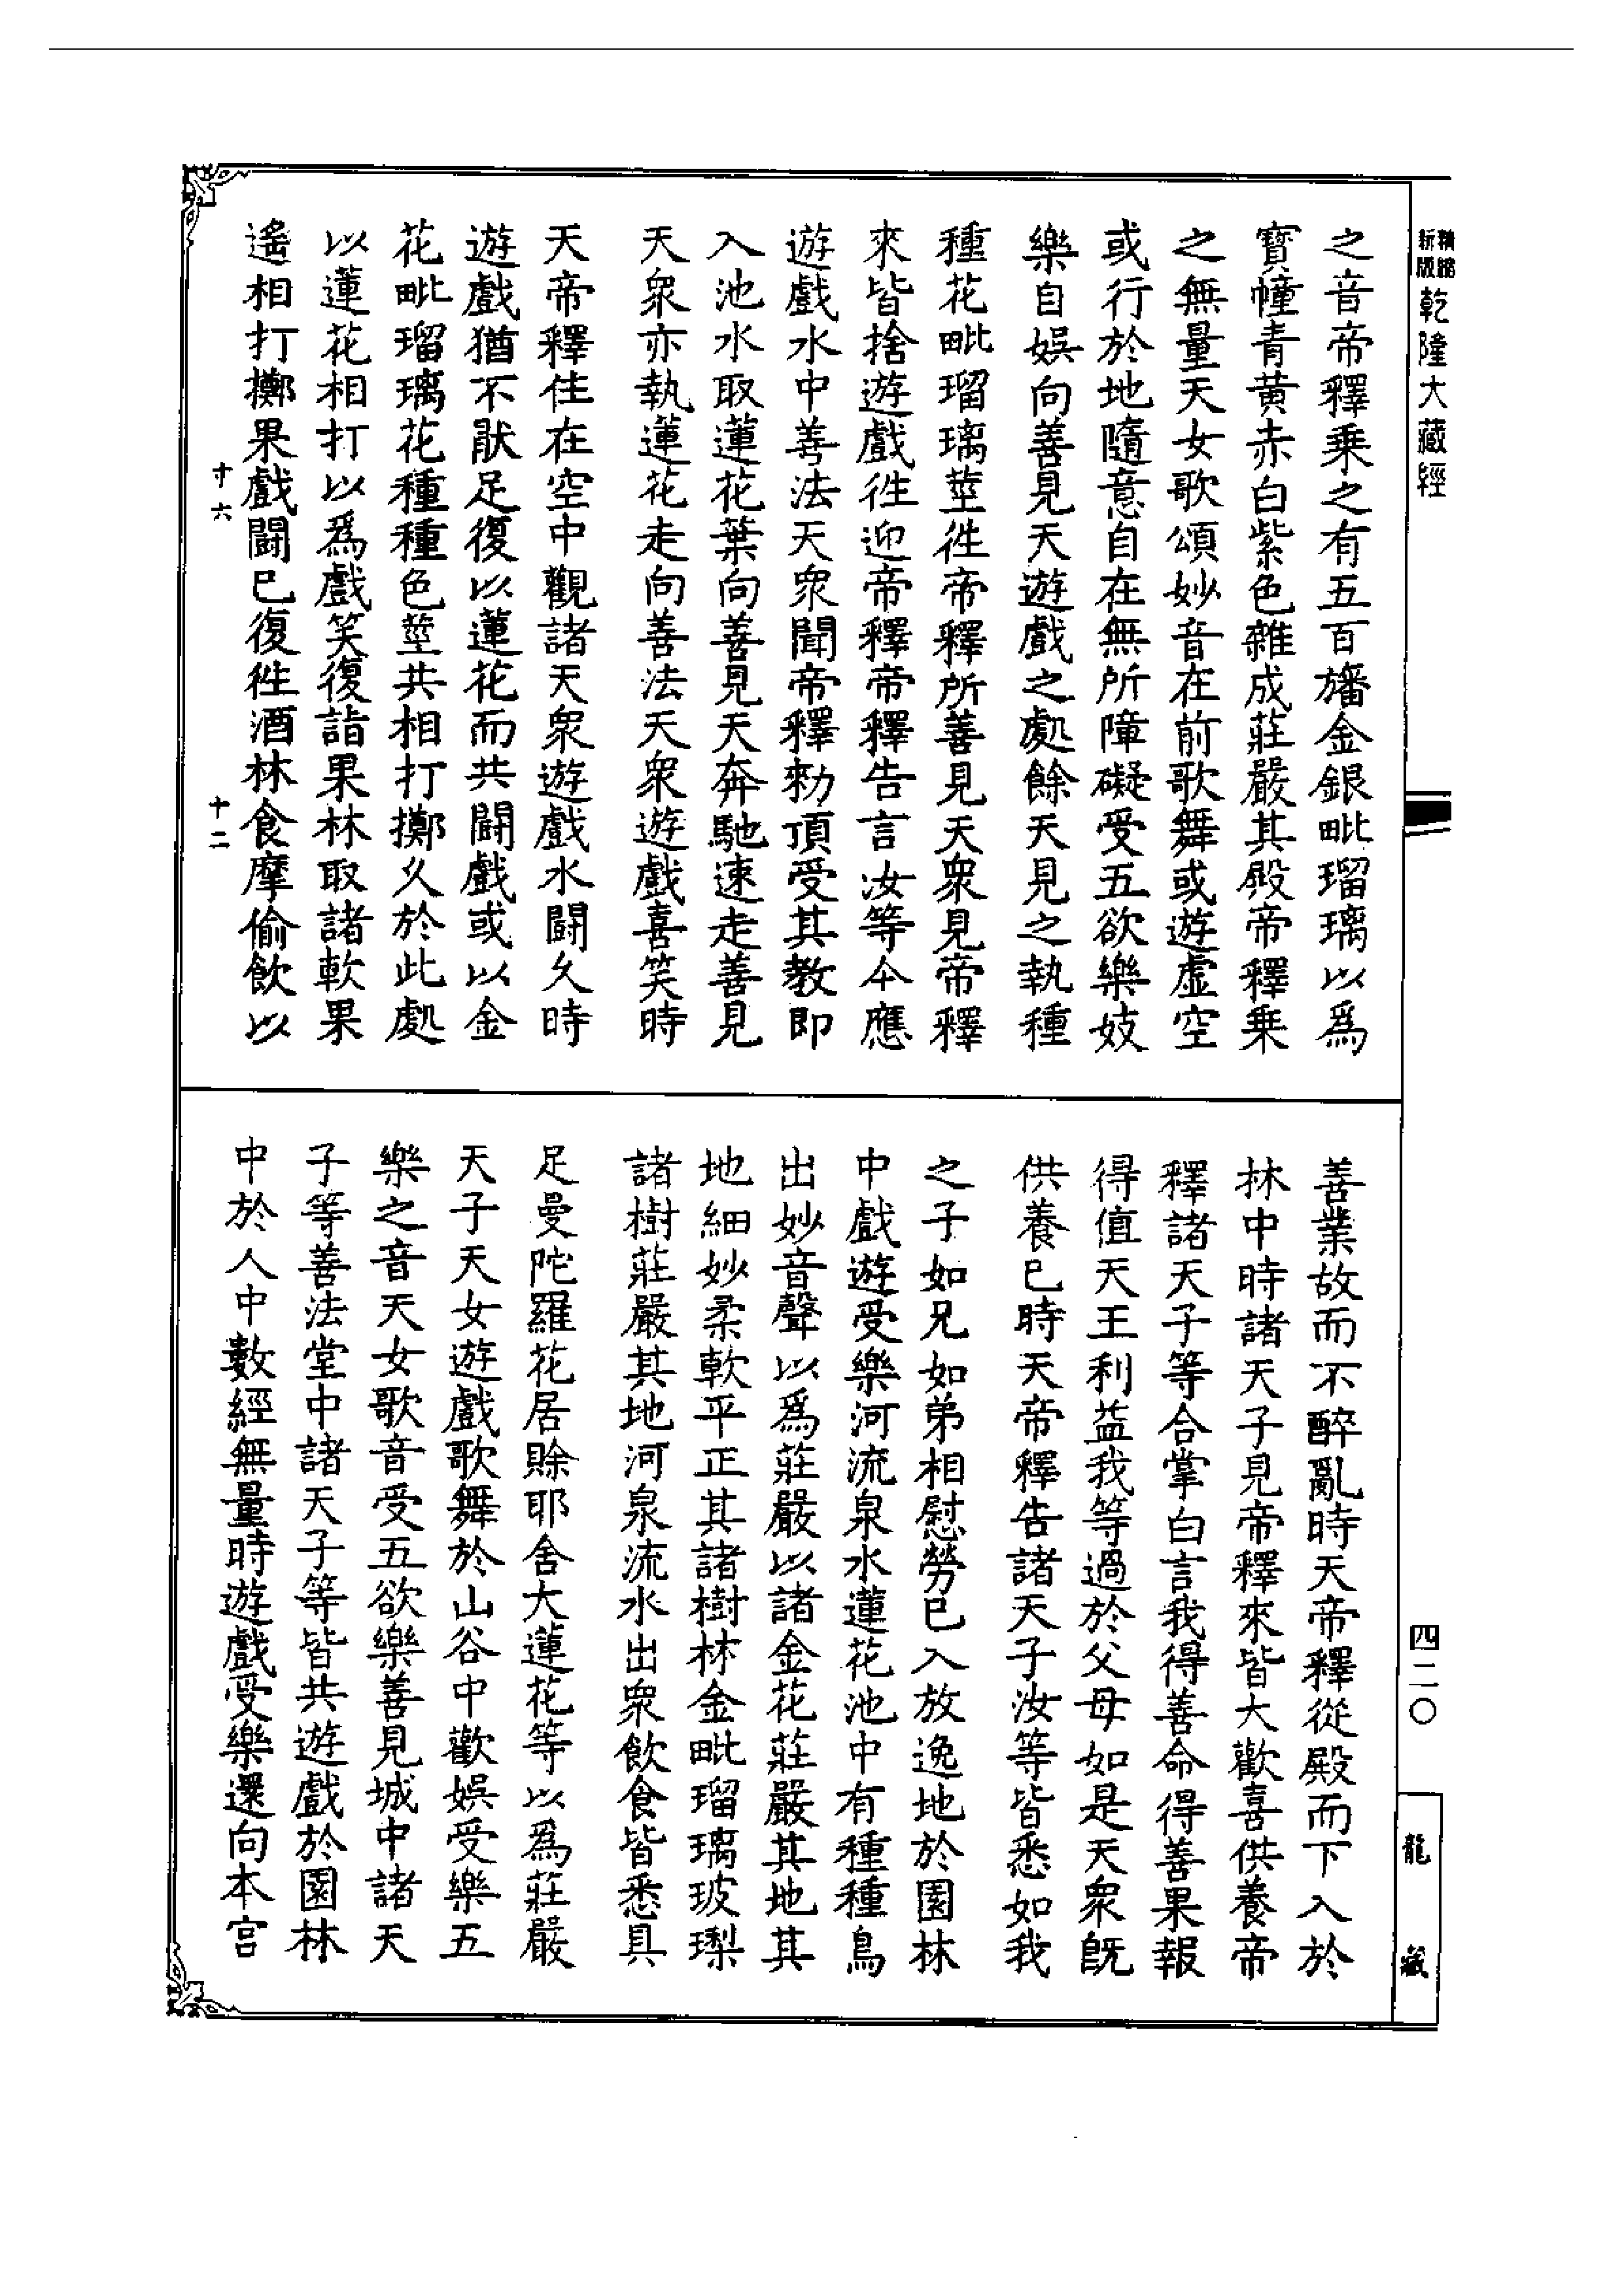 精縮
新版
乾隆大藏經
之音帝釋乘之有五百旛金銀毗瑠璃以爲
寶幢青黃赤白紫色雜成莊嚴其殿帝釋乘
之無量天女歌頌妙音在前歌舞或遊虛空
或行於地隨意自在無所障礙受五欲樂妓
樂自娛向善見天遊戲之處餘天見之執種
種花毗瑠璃莖徃帝釋所善見天衆見帝釋
來皆捨遊戲徃迎帝釋帝釋告言汝等今應
遊戲水中善法天衆聞帝釋勑頂受其教即
入池水取蓮花葉向善見天奔馳速走善見
天衆亦執蓮花走向善法天衆遊戲喜笑時
天帝釋住在空中觀諸天衆遊戲水鬪久時
遊戲猶不猒足復以蓮花而共鬪戲或以金
花毗瑠璃花種種色莖共相打擲久於此處
以蓮花相打以爲戲笑復詣果林取諸軟果
遙相打擲果戲鬪已復徃酒林食摩偷飲以
寸六
十二
善業故而不醉亂時天帝釋從殿而下入於
林中時諸天子見帝釋來皆大歡喜供養帝
釋諸天子等合掌白言我得善命得善果報
得值天王利益我等過於父母如是天衆既
供養已時天帝釋告諸天子汝等皆悉如我
之子如兄如弟相慰勞已入放逸地於園林
中戲遊受樂河流泉水蓮花池中有種種鳥
出妙音聲以爲莊嚴以諸金花莊嚴其地其
地細妙柔軟平正其諸樹林金毗瑠璃玻瓈
諸樹莊嚴其地河泉流水出衆飲食皆悉具
足曼陀羅花居賒耶舍大蓮花等以爲莊嚴
天子天女遊戲歌舞於山谷中歡娛受樂五
樂之音天女歌音受五欲樂善見城中諸天
子等善法堂中諸天子等皆共遊戲於園林
中於人中數經無量時遊戲受樂還向本宮
四二〇
龍藏